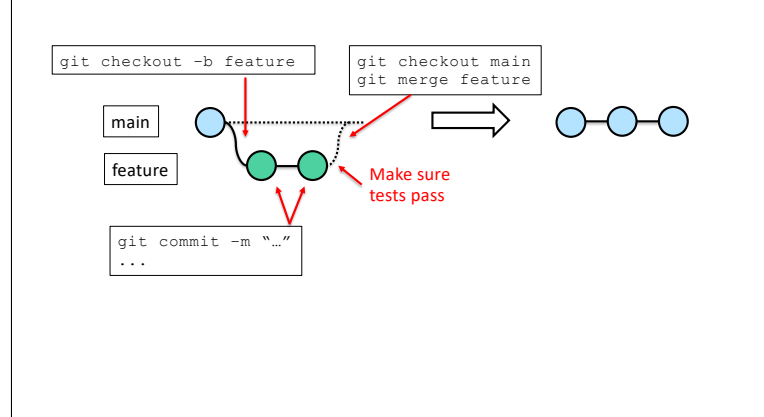 git checkout –b feature
git checkout main
git merge feature
main
feature
Make sure
tests pass
git commit –m “…”
...